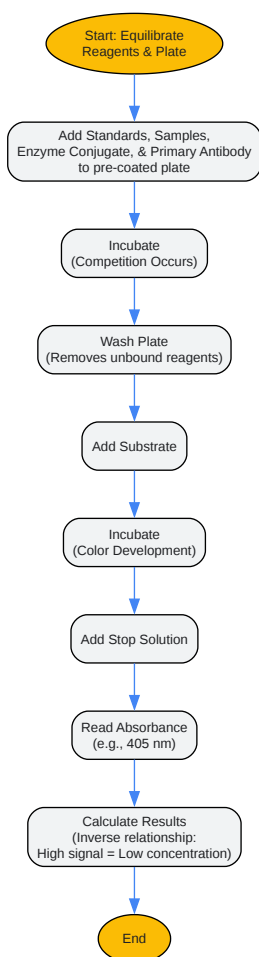 Start: Equilibrate
Reagents & Plate
Add Standards, Samples,
Enzyme Conjugate, & Primary Antibody
to pre-coated plate
Incubate
(Competition Occurs)
Wash Plate
(Removes unbound reagents)
Add Substrate
Incubate
(Color Development)
Add Stop Solution
Read Absorbance
(e.g., 405 nm)
Calculate Results
(Inverse relationship:
High signal = Low concentration)
End